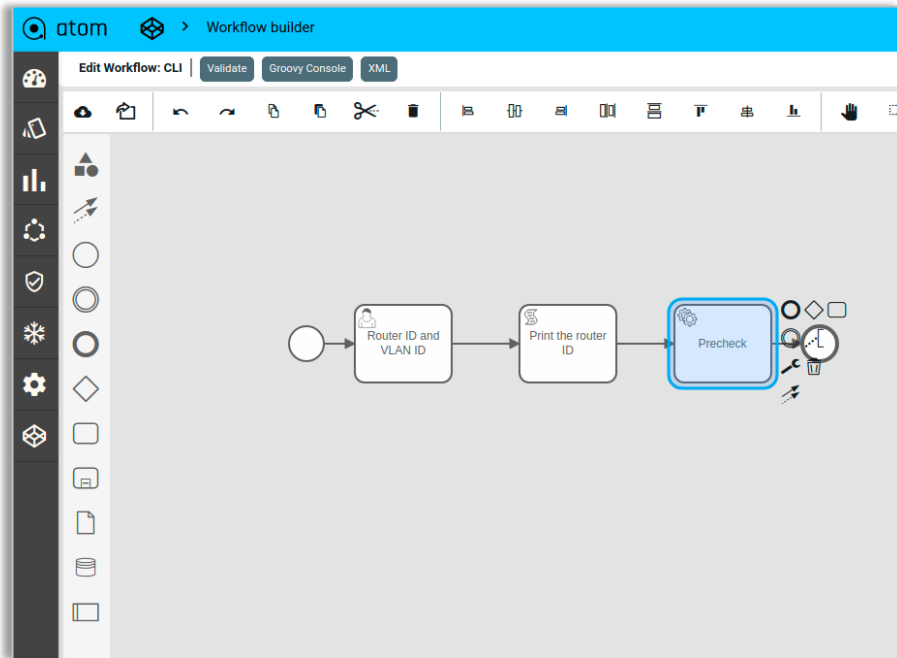 atom
Workflow builder
Edit Workflow: CLI
Validate
Groovy Console
XML
Router ID and
VLAN ID
Print the router
ID
Precheck